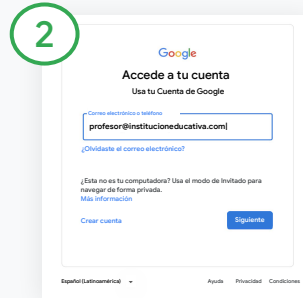 2
Google
Accede a tu cuenta
Usa tu Cuenta de Google
Correo electrónico o teléfono
profesor@institucioneducativa.com|
¿Olvidaste el correo electrónico?
¿Esta no es tu computadora? Usa el modo de Invitado para
navegar de forma privada.
Más información
Crear cuenta Siguiente
Español (Latinoamérica) Ayuda Privacidad Condiciones